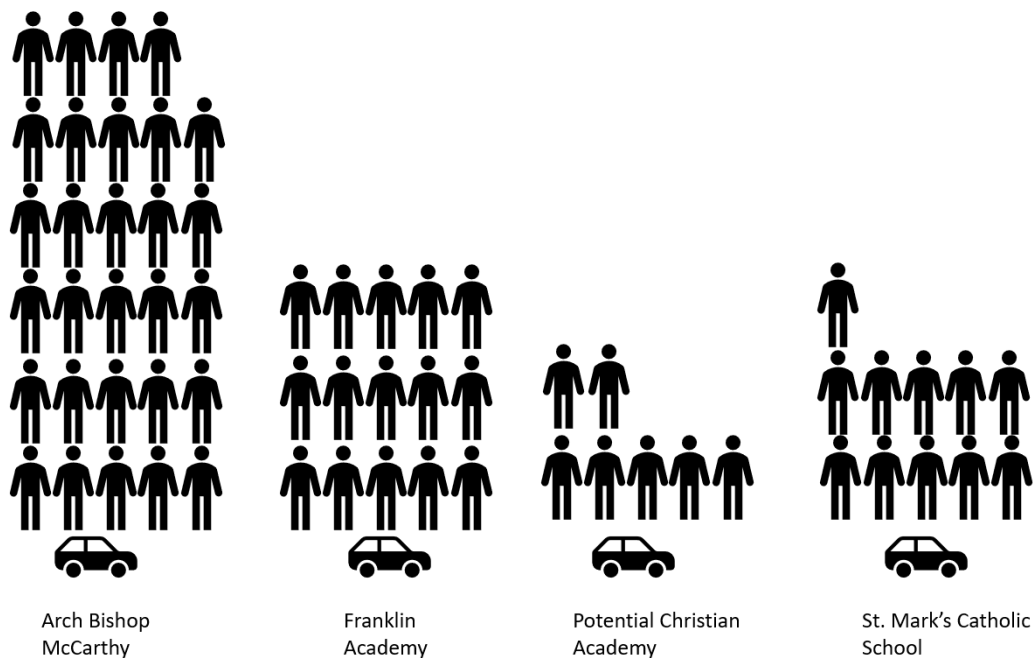 Arch Bishop
McCarthy
Franklin
Academy
Potential Christian
Academy
St. Mark's Catholic
School